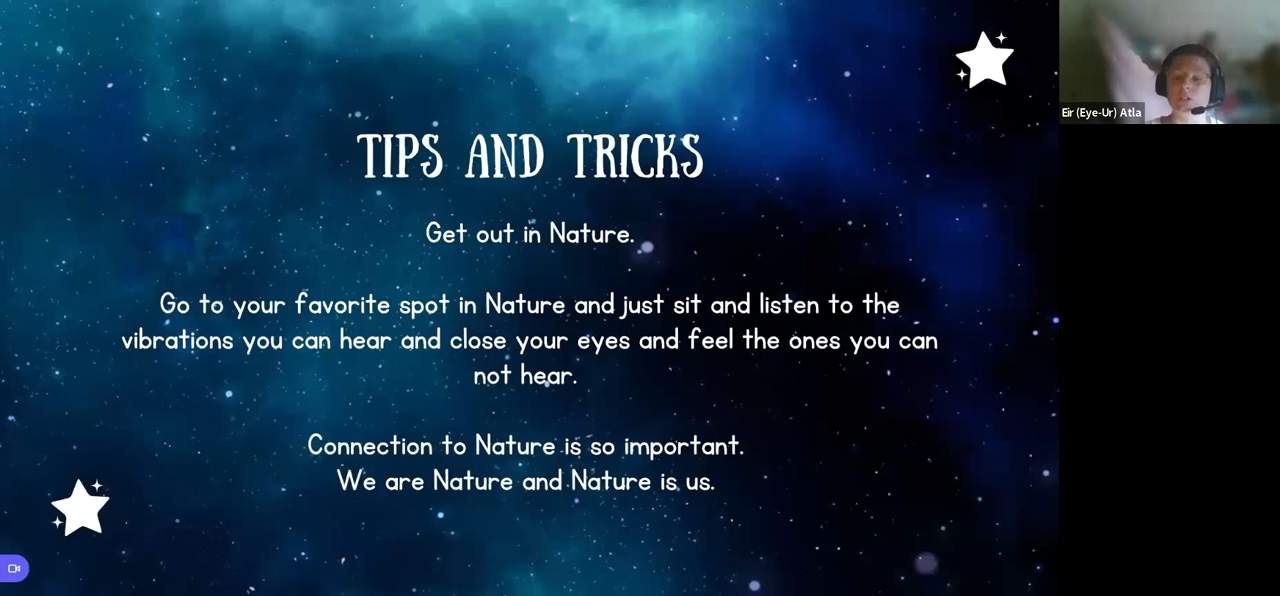 TIPS AND TRICKS
Get out in Nature.
Go to your favorite spot in Nature and just sit and listen to the
vibrations you can hear and close your eyes and feel the ones you can
not hear.
Connection to Nature is so important.
We are Nature and Nature is us.
Eir (Eye-Ur) Atla